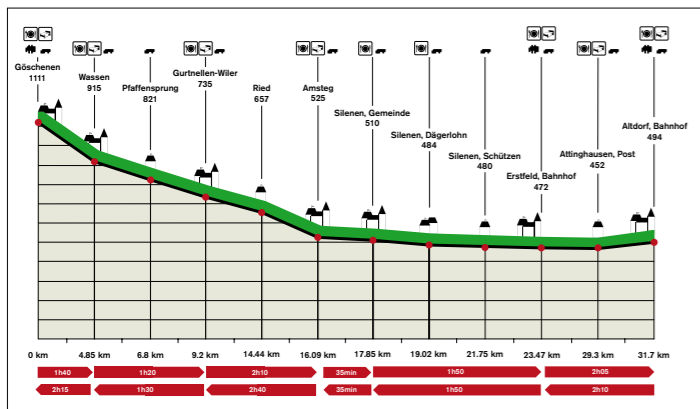 Göschenen
1111
Wassen
915
Pfaffensprung
821
Gurtnellen-Wiler
735
Ried
657
Amsteg
525
Silenen, Gemeinde
510
Silenen, Dägerlohn
484
Silenen, Schützen
480
Erstfeld, Bahnhof
472
Attinghausen, Post
452
Altdorf, Bahnhof
494
0 km 4.85 km 6.8 km 9.2 km 14.44 km 16.09 km 17.85 km 19.02 km 21.75 km 23.47 km 29.3 km 31.7 km
1h40 1h20 2h10 35min 1h50 2h05
2h15 1h30 2h40 35min 1h50 2h10